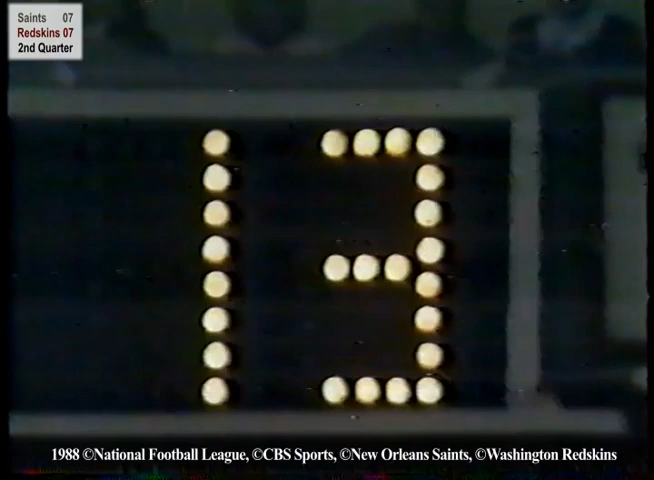 Saints 07
Redskins 07
2nd Quarter
13
1988 ©National Football League, ©CBS Sports, ©New Orleans Saints, ©Washington Redskins